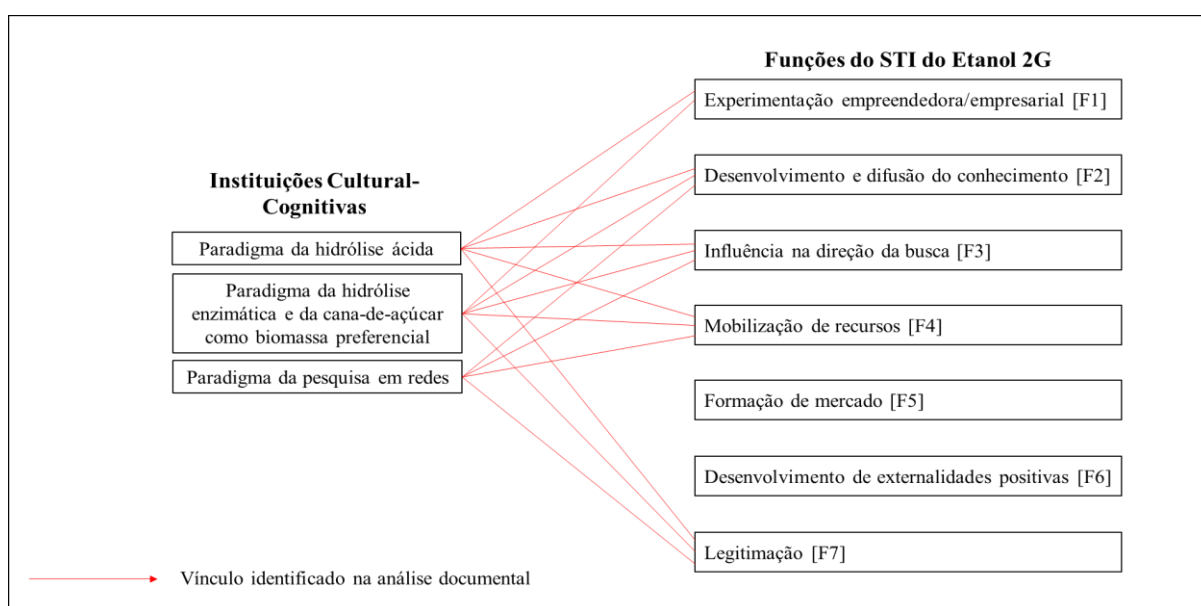 Instituições Cultural-
Cognitivas
Paradigma da hidrólise ácida
Paradigma da hidrólise
enzimática e da cana-de-açúcar
como biomassa preferencial
Paradigma da pesquisa em redes
Funções do STI do Etanol 2G
Experimentação empreendedora/empresarial [F1]
Desenvolvimento e difusão do conhecimento [F2]
Influência na direção da busca [F3]
Mobilização de recursos [F4]
Formação de mercado [F5]
Desenvolvimento de externalidades positivas [F6]
Legitimação [F7]
Vínculo identificado na análise documental